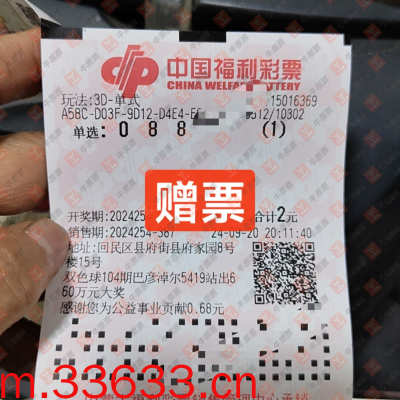 中国福利彩票
CHINA WELFARE LOTTERY
玩法:3D-单式
15016369
A58C-D03F-9D12-D4E4-
/10302
单选: 0 8 8
(1)
赠票
开奖期:202425
合计2元
销售期:2024254-387 24-09-20 20:11:40
地址:回民区县府街县府家园8号
楼15号
双色球104期巴彦淖尔5419站出6
60万元大奖
感谢您为公益事业贡献0.68元
m.33633.cn